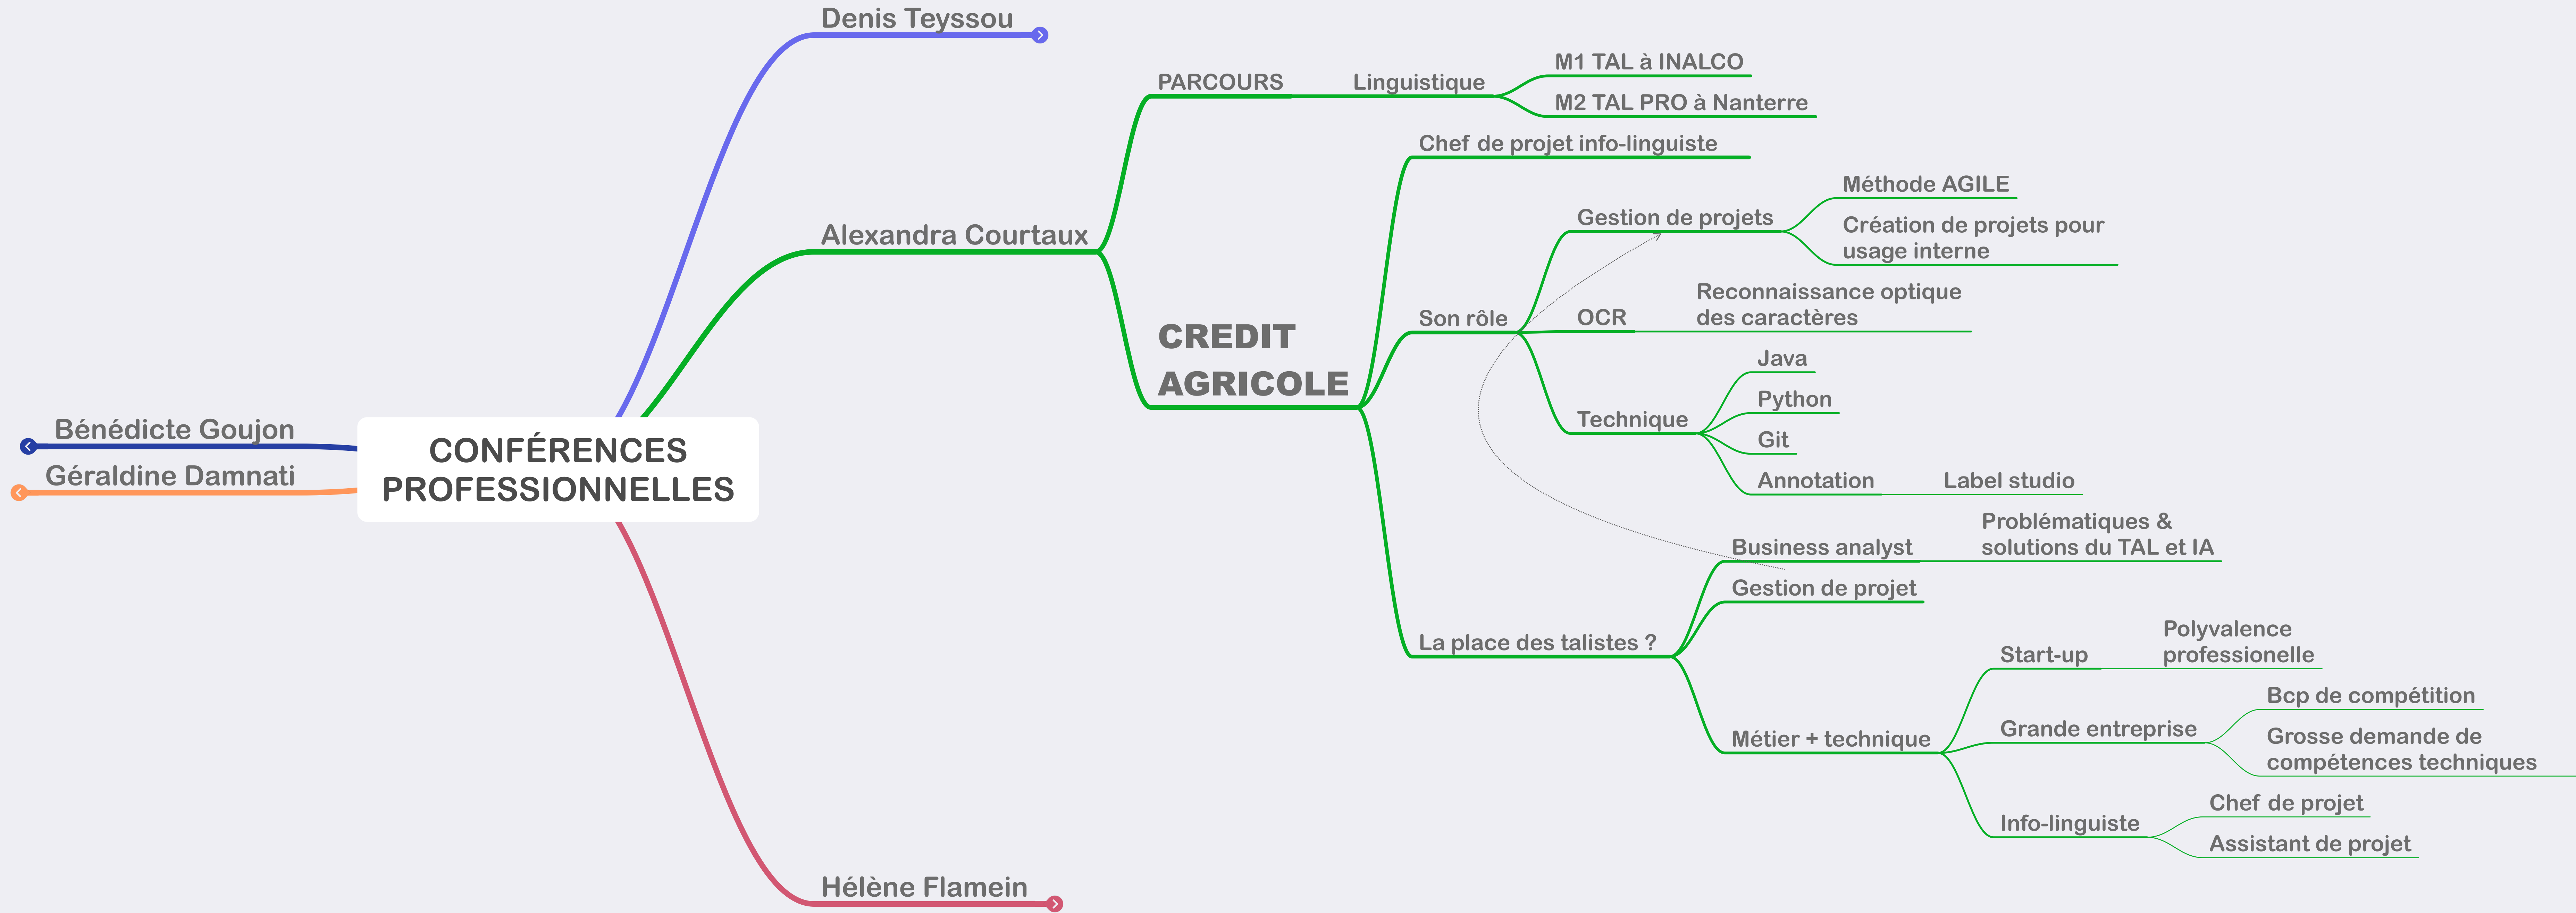 Denis Teyssou
Alexandra Courtaux
PARCOURS
Linguistique
M1 TAL à INALCO
M2 TAL PRO à Nanterre
CREDIT
AGRICOLE
Chef de projet info-linguiste
Son rôle
Gestion de projets
Méthode AGILE
Création de projets pour
usage interne
OCR
Reconnaissance optique
des caractères
Technique
Java
Python
Git
Annotation
Label studio
La place des talistes ?
Business analyst
Problématiques &
solutions du TAL et IA
Gestion de projet
Métier + technique
Start-up
Polyvalence
professionelle
Grande entreprise
Bcp de compétition
Grosse demande de
compétences techniques
Info-linguiste
Chef de projet
Assistant de projet
Bénédicte Goujon
Géraldine Damnati
CONFÉRENCES
PROFESSIONNELLES
Hélène Flamein